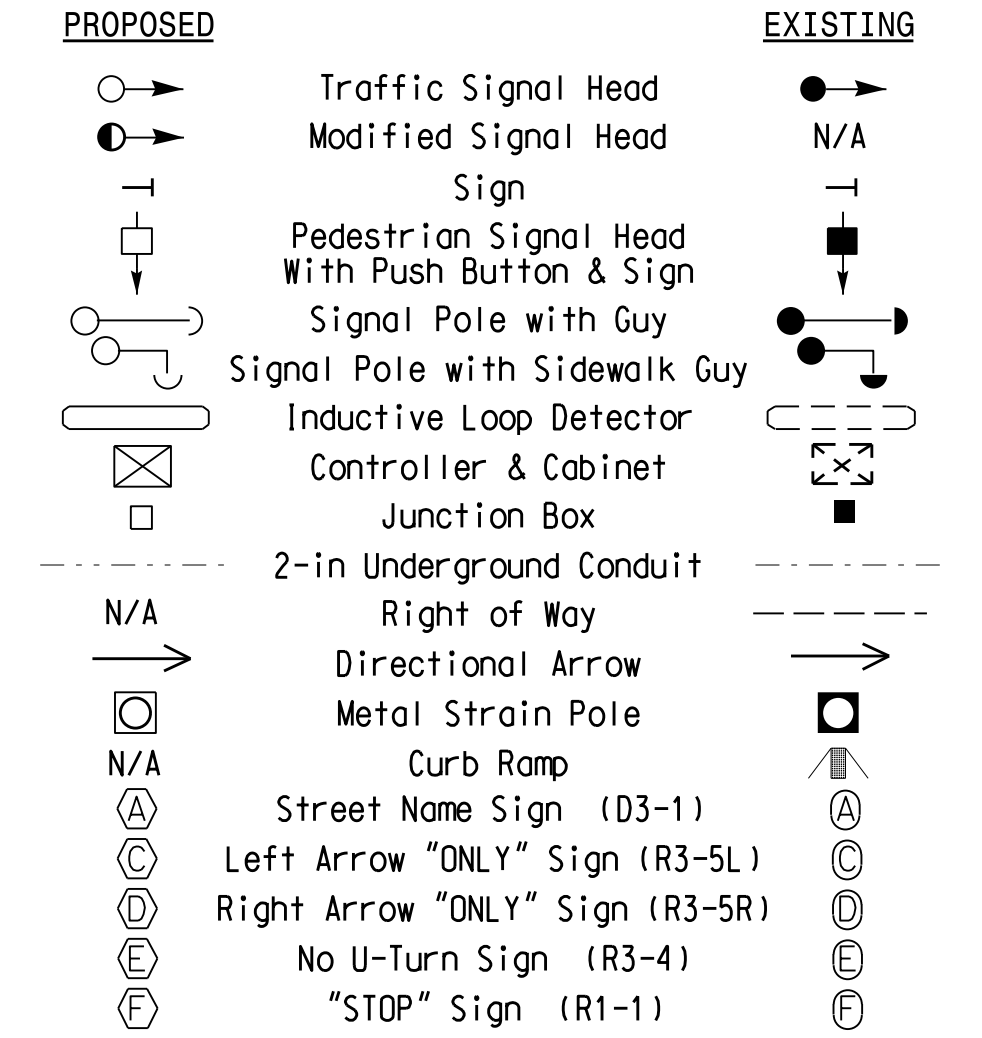 PROPOSED EXISTING
Traffic Signal Head
Modified Signal Head N/A
Sign
Pedestrian Signal Head
With Push Button & Sign
Signal Pole with Guy
Signal Pole with Sidewalk Guy
Inductive Loop Detector
Controller & Cabinet
Junction Box
2-in Underground Conduit
N/A Right of Way
Directional Arrow
Metal Strain Pole
N/A Curb Ramp
A Street Name Sign (D3-1) A
C Left Arrow "ONLY" Sign (R3-5L) C
D Right Arrow "ONLY" Sign (R3-5R) D
E No U-Turn Sign (R3-4) E
F "STOP" Sign (R1-1) F